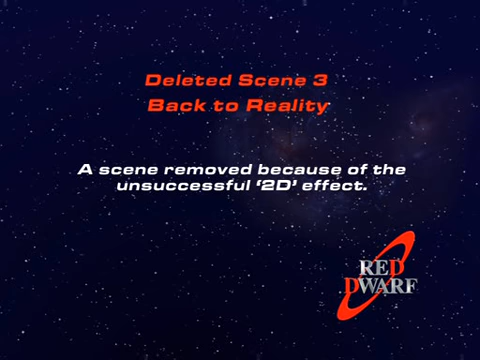 Deleted Scene 3
Back to Reality
A scene removed because of the
unsuccessful ‘2D’ effect.
RED
DWARF